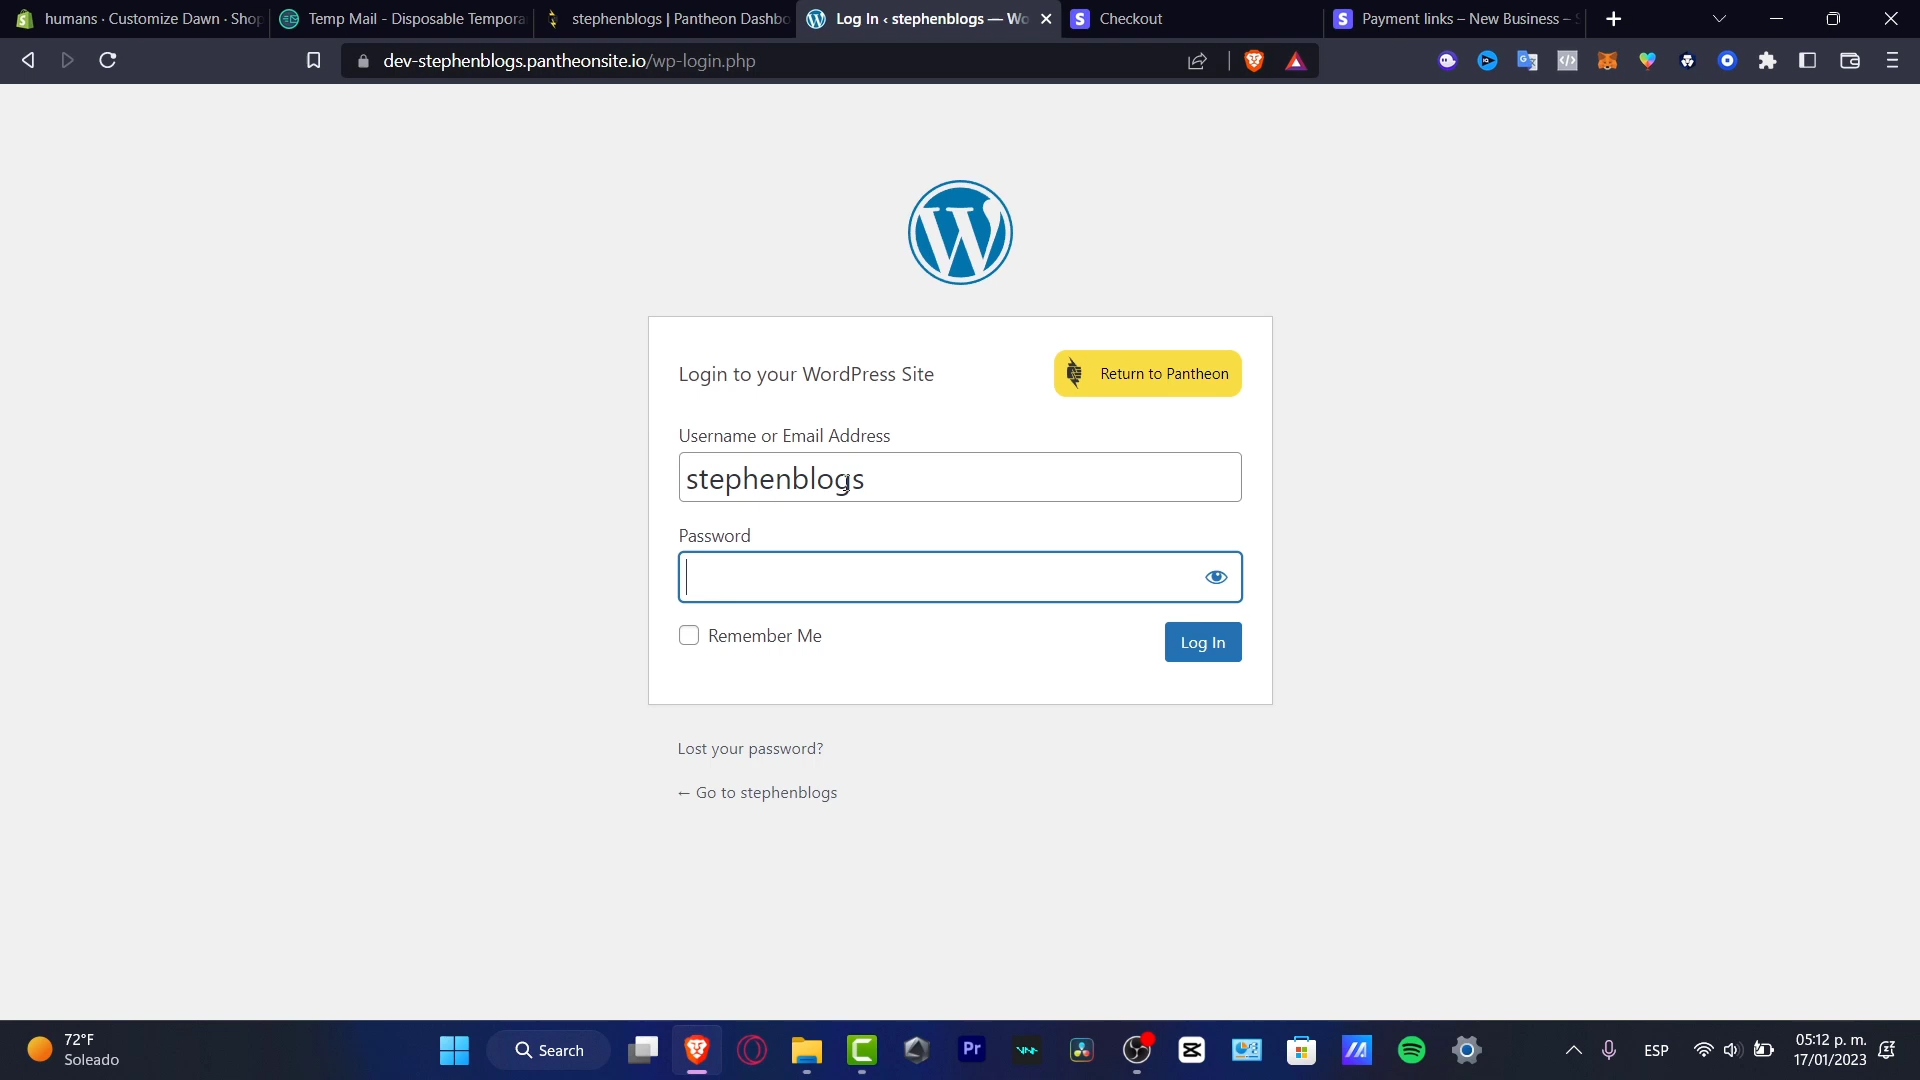 humans · Customize Dawn · Shop
Temp Mail - Disposable Tempora
stephenblogs | Pantheon Dashbo
Log In ‹ stephenblogs — Wo
Checkout
Payment links – New Business – S
dev-stephenblogs.pantheonsite.io/wp-login.php
Login to your WordPress Site
Return to Pantheon
Username or Email Address
stephenblogs
Password
Remember Me
Log In
Lost your password?
← Go to stephenblogs
72°F
Soleado
Search
Pr
ESP
05:12 p. m.
17/01/2023